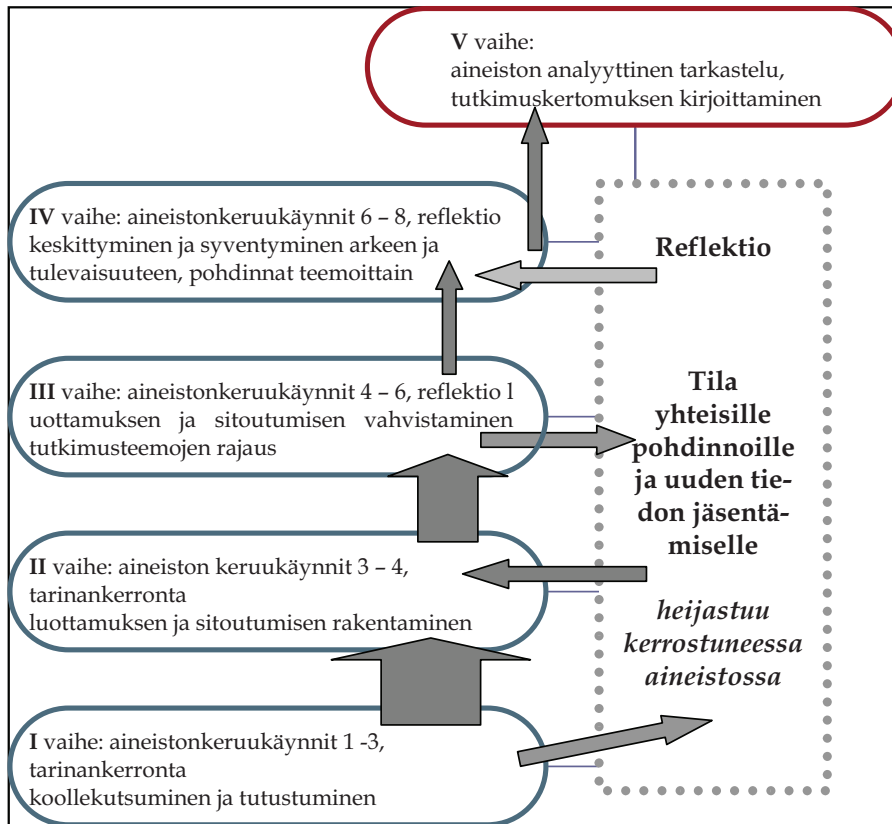 V vaihe:
aineiston analyyttinen tarkastelu,
tutkimuskertomuksen kirjoittaminen
IV vaihe: aineistonkeruukäynnit 6 – 8, reflektio
keskittyminen ja syventyminen arkeen ja
tulevaisuuteen, pohdinnat teemoittain
III vaihe: aineistonkeruukäynnit 4 – 6, reflektio l
uottamuksen ja sitoutumisen vahvistaminen
tutkimusteemojen rajaus
II vaihe: aineiston keruukäynnit 3 – 4,
tarinankerronta
luottamuksen ja sitoutumisen rakentaminen
I vaihe: aineistonkeruukäynnit 1 -3,
tarinankerronta
koollekutsuminen ja tutustuminen
Reflektio
Tila
yhteisille
pohdinnoille
ja uuden tie-
don jäsentä-
miselle
heijastuu
kerrostuneessa
aineistossa